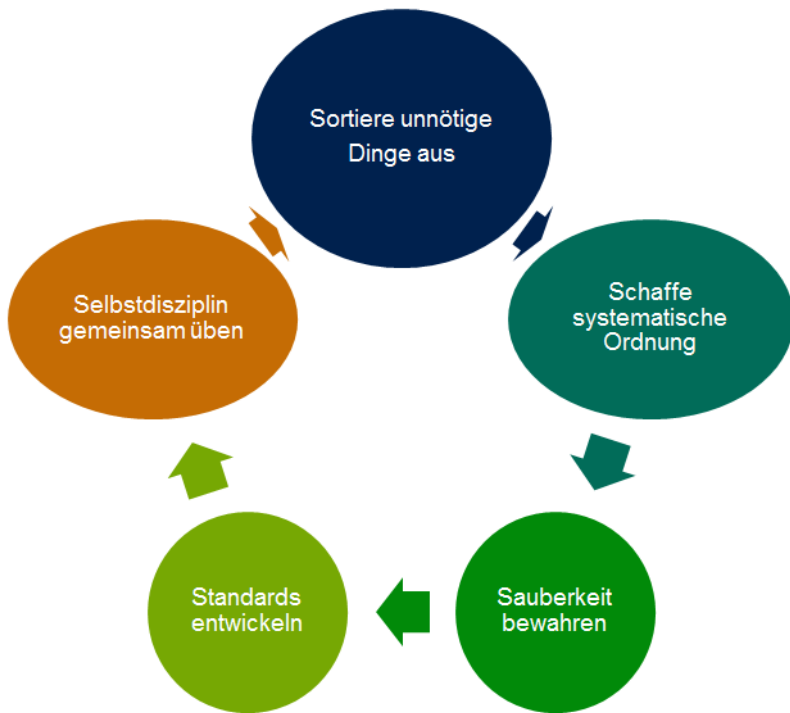 Sortiere unnötige
Dinge aus
Schaffe
systematische
Ordnung
Sauberkeit
bewahren
Standards
entwickeln
Selbstdisziplin
gemeinsam üben